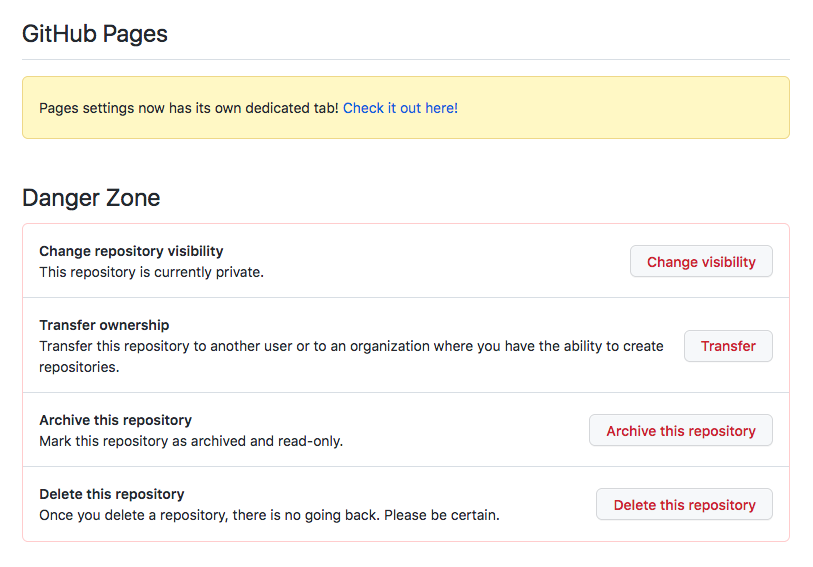 GitHub Pages
Pages settings now has its own dedicated tab! Check it out here!
Danger Zone
Change repository visibility
This repository is currently private.
Change visibility
Transfer ownership
Transfer this repository to another user or to an organization where you have the ability to create
repositories.
Transfer
Archive this repository
Mark this repository as archived and read-only.
Archive this repository
Delete this repository
Once you delete a repository, there is no going back. Please be certain.
Delete this repository